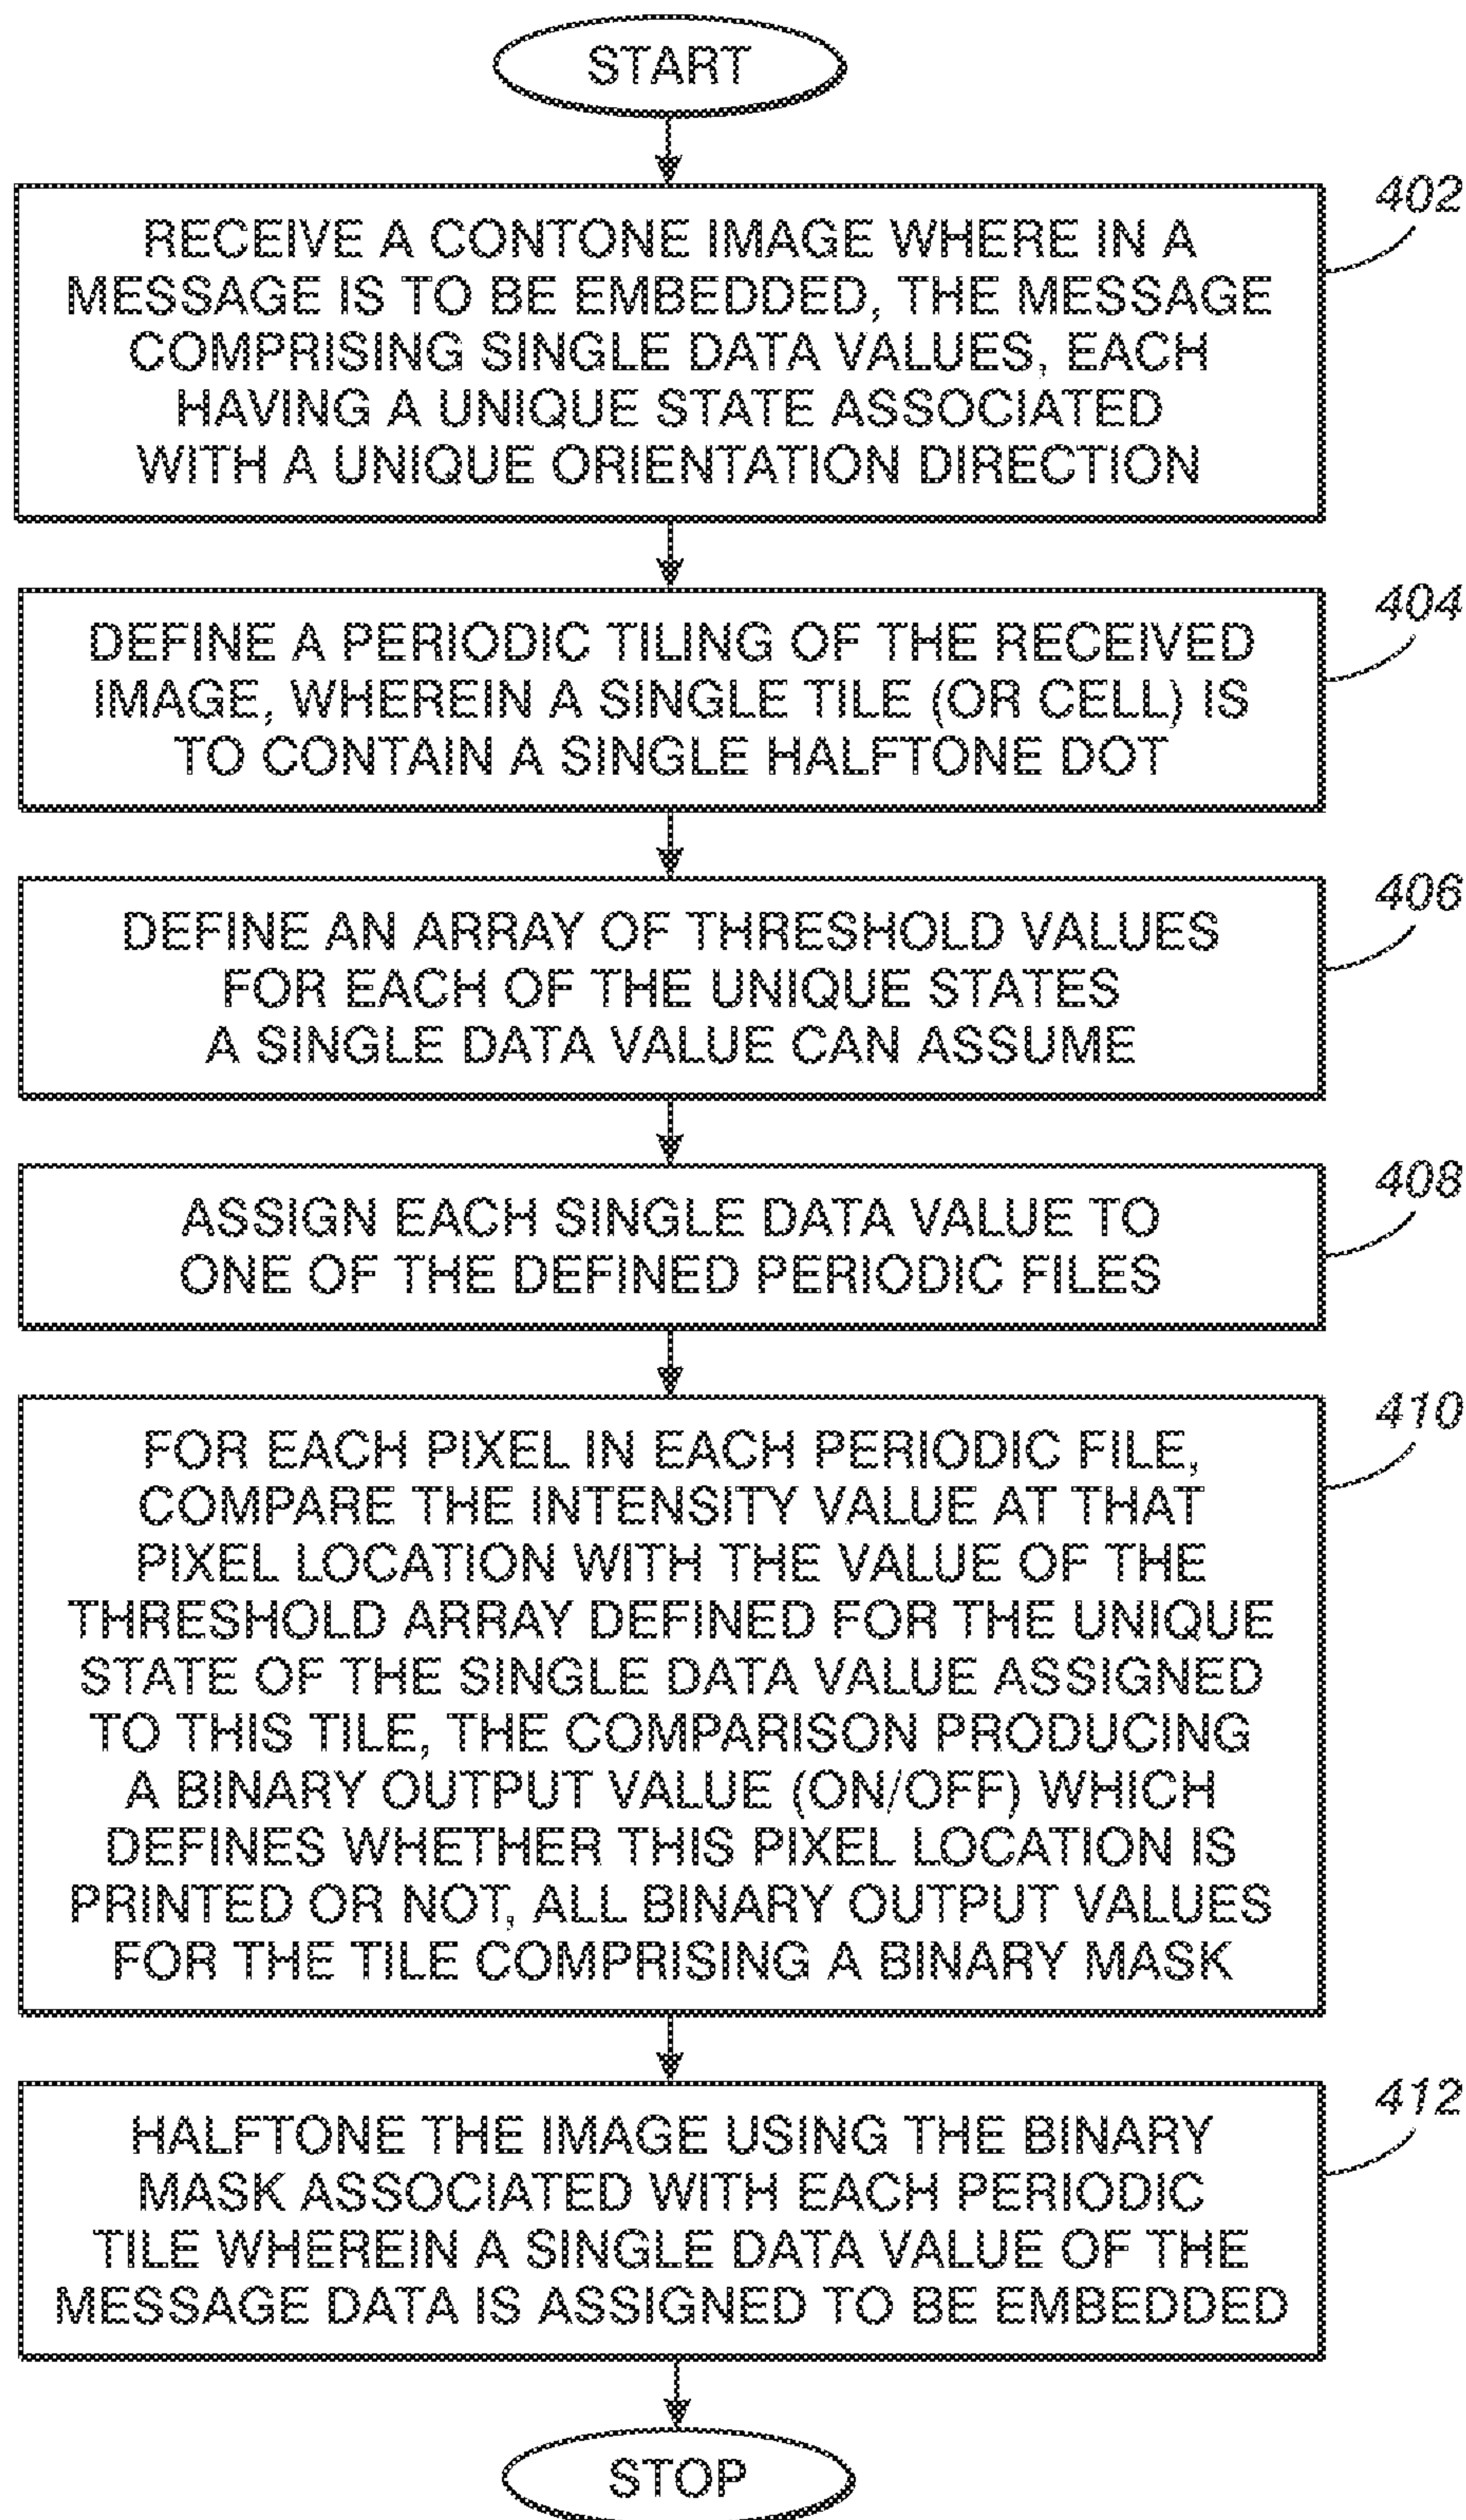 START
402
RECEIVE A CONTONE IMAGE WHERE IN A
MESSAGE IS TO BE EMBEDDED, THE MESSAGE
COMPRISING SINGLE DATA VALUES, EACH
HAVING A UNIQUE STATE ASSOCIATED
WITH A UNIQUE ORIENTATION DIRECTION
404
DEFINE A PERIODIC TILING OF THE RECEIVED
IMAGE, WHEREIN A SINGLE TILE (OR CELL) IS
TO CONTAIN A SINGLE HALFTONE DOT
406
DEFINE AN ARRAY OF THRESHOLD VALUES
FOR EACH OF THE UNIQUE STATES
A SINGLE DATA VALUE CAN ASSUME
408
ASSIGN EACH SINGLE DATA VALUE TO
ONE OF THE DEFINED PERIODIC FILES
410
FOR EACH PIXEL IN EACH PERIODIC FILE,
COMPARE THE INTENSITY VALUE AT THAT
PIXEL LOCATION WITH THE VALUE OF THE
THRESHOLD ARRAY DEFINED FOR THE UNIQUE
STATE OF THE SINGLE DATA VALUE ASSIGNED
TO THIS TILE, THE COMPARISON PRODUCING
A BINARY OUTPUT VALUE (ON/OFF) WHICH
DEFINES WHETHER THIS PIXEL LOCATION IS
PRINTED OR NOT, ALL BINARY OUTPUT VALUES
FOR THE TILE COMPRISING A BINARY MASK
412
HALFTONE THE IMAGE USING THE BINARY
MASK ASSOCIATED WITH EACH PERIODIC
TILE WHEREIN A SINGLE DATA VALUE OF THE
MESSAGE DATA IS ASSIGNED TO BE EMBEDDED
STOP